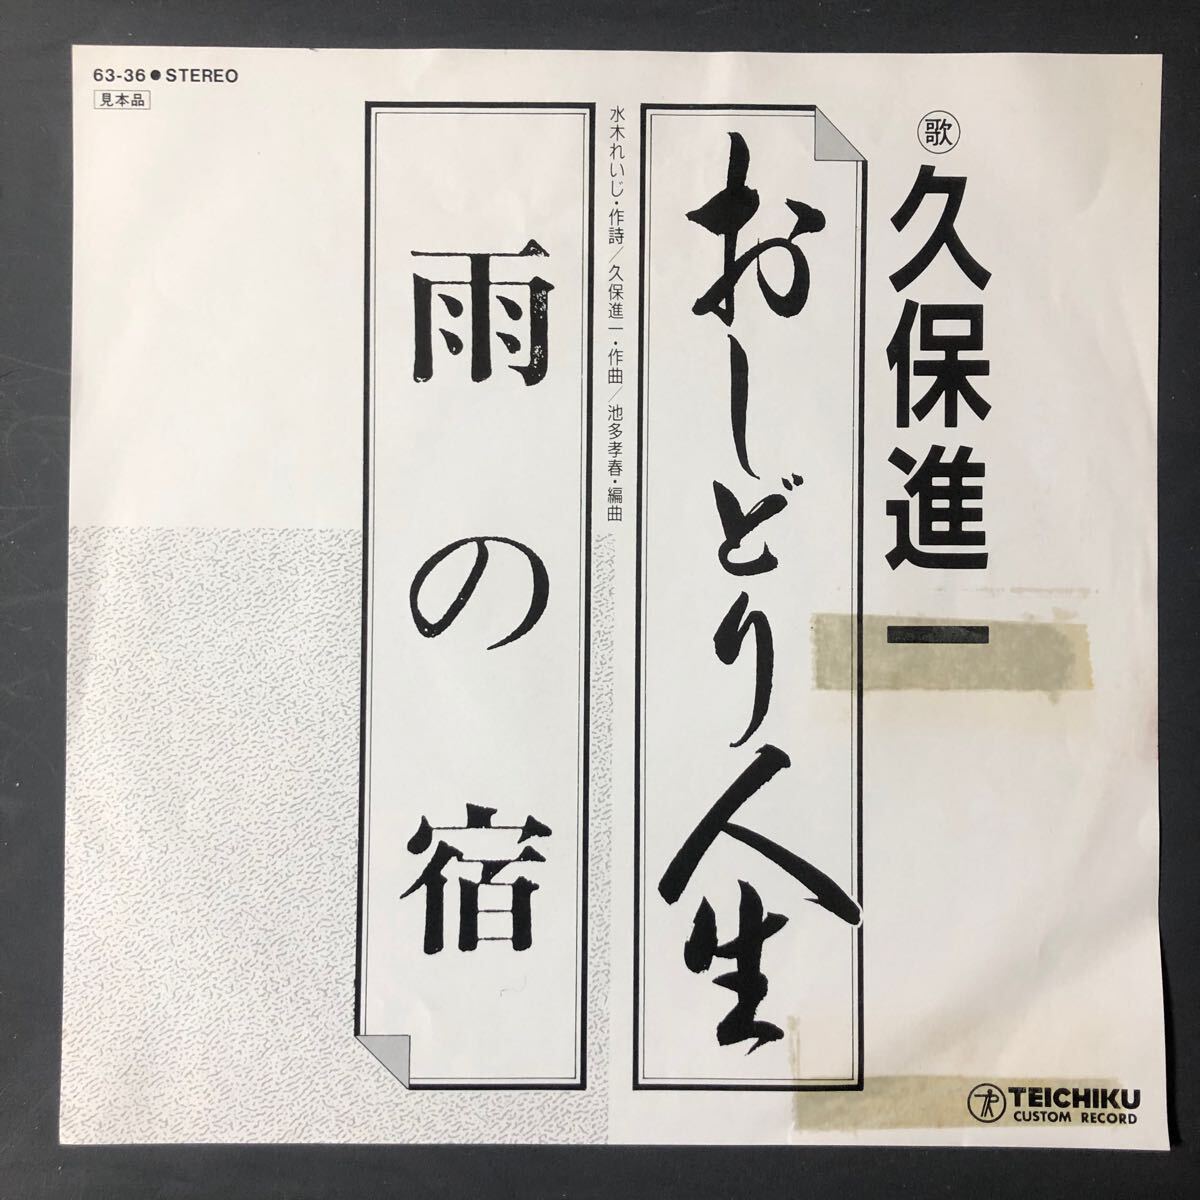 63-36●STEREO
見本品
㊙歌
久保進一
おしどり人生
水木れいじ・作詩／久保進一・作曲／池多孝春・編曲
雨の宿
TEICHIKU
CUSTOM RECORD